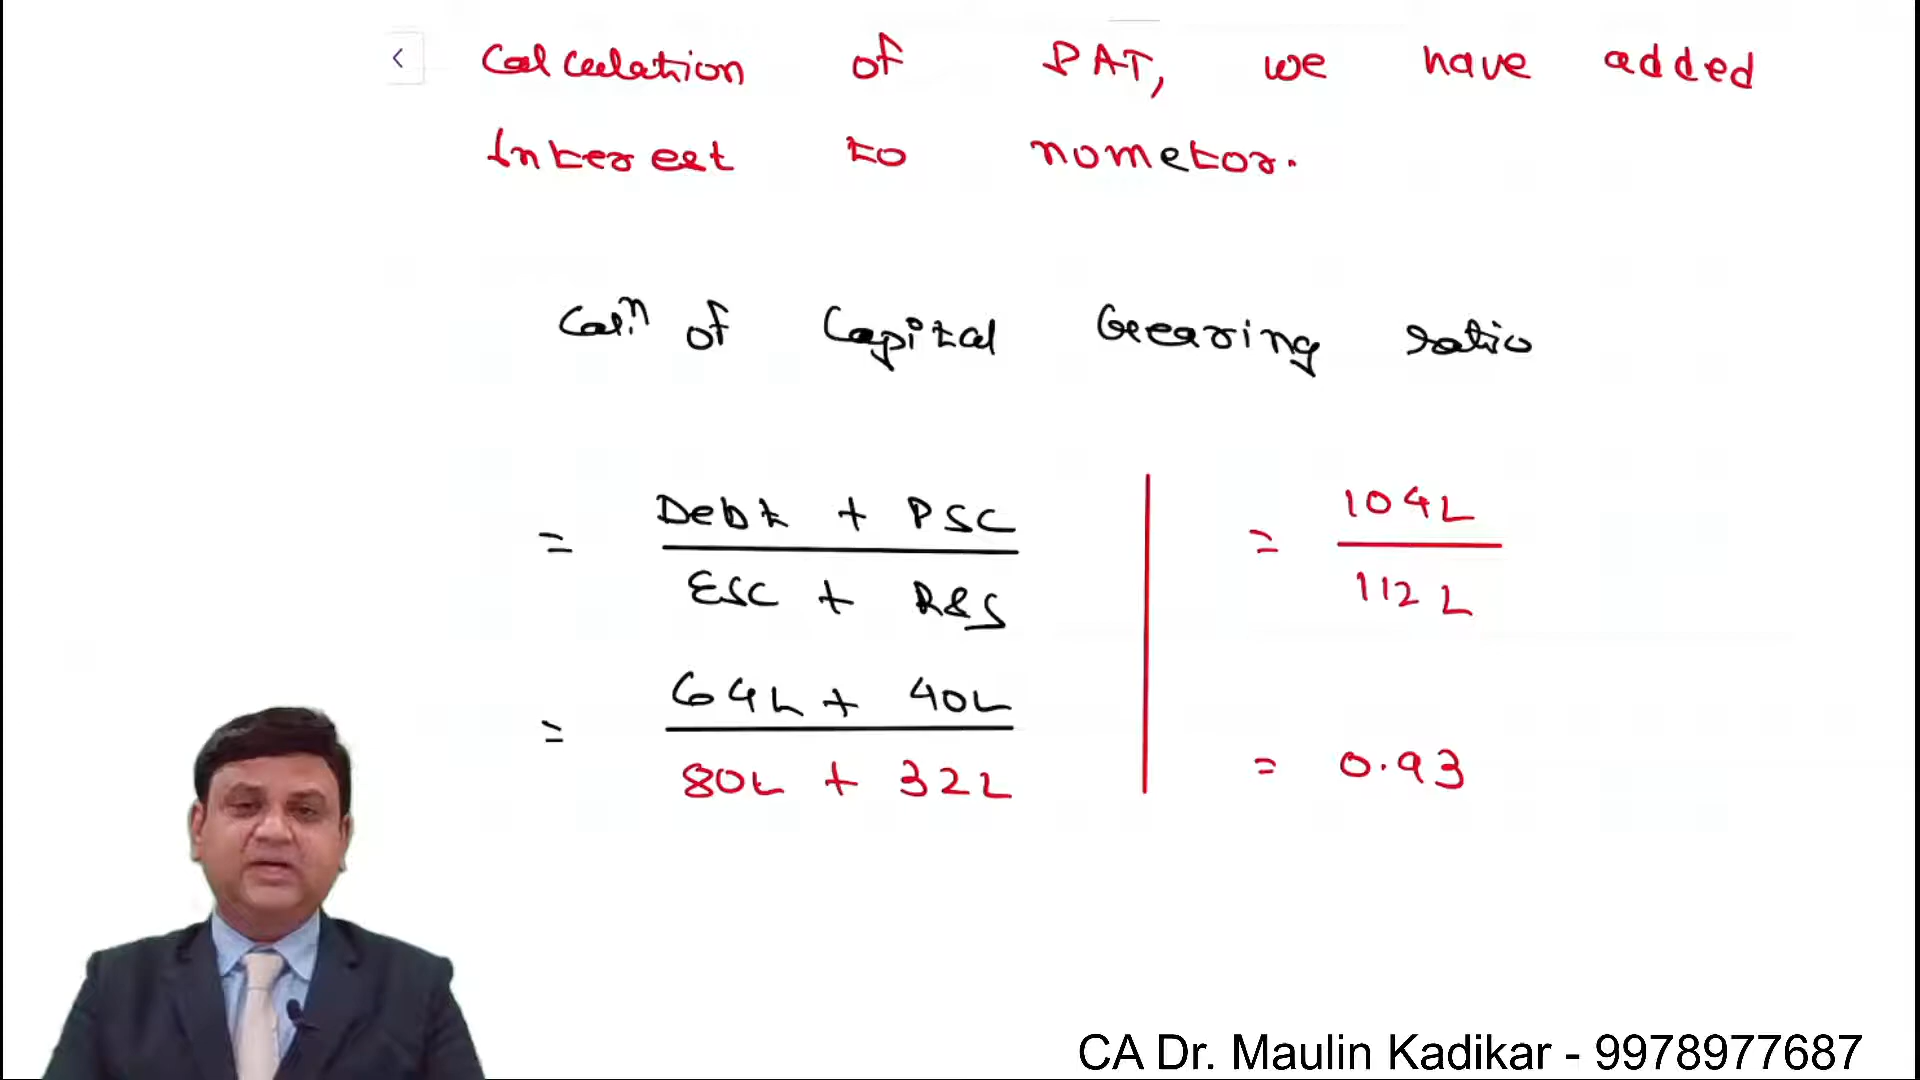 Calculation of PAT, we have added
Interest to nometor.
Caln of Capital Gearing ratio
= Debt + PSC / ESC + R&S
= 64L + 40L / 80L + 32L
= 104L / 112L
= 0.93
CA Dr. Maulin Kadikar - 9978977687